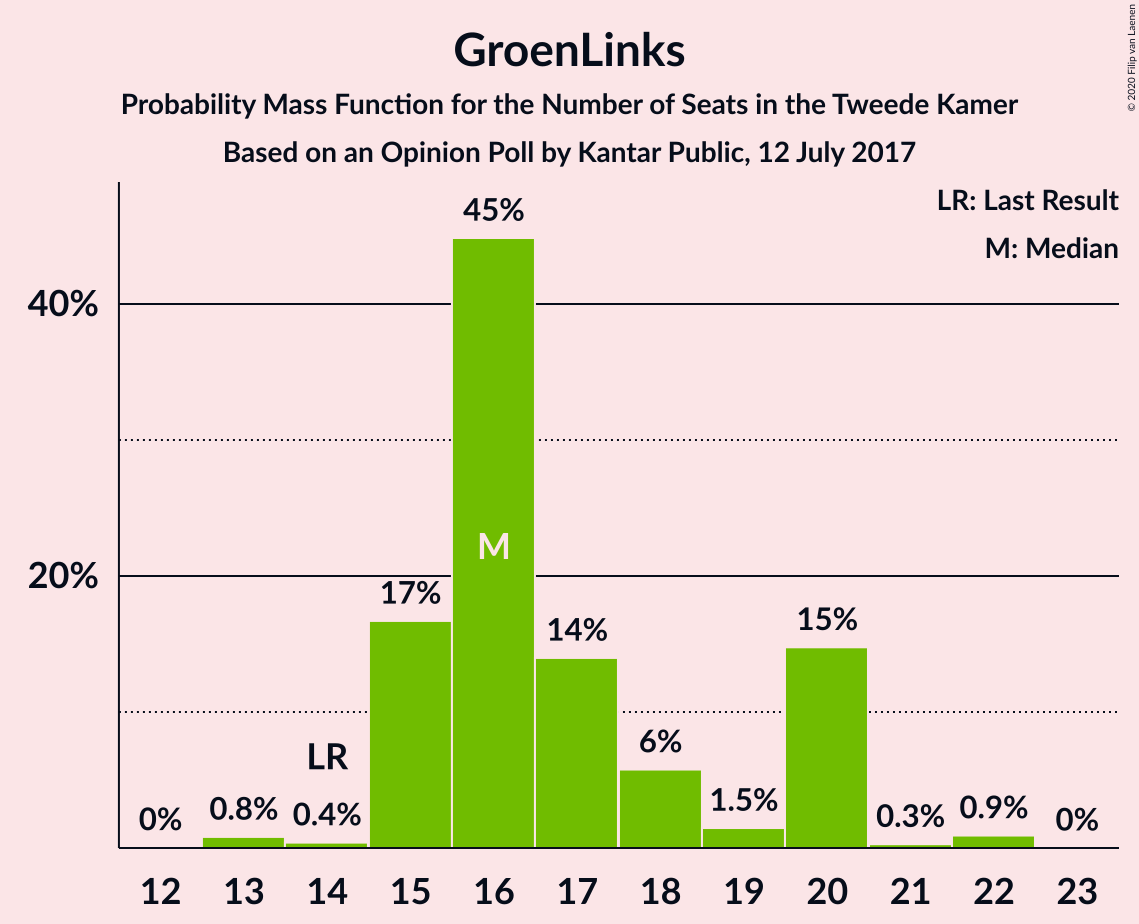 GroenLinks
Probability Mass Function for the Number of Seats in the Tweede Kamer
Based on an Opinion Poll by Kantar Public, 12 July 2017
© 2020 Filip van Laenen
LR: Last Result
M: Median
45%
40%
M
20%
17%
15%
14%
6%
LR
1.5%
0% 0.8% 0.4% 0.3% 0.9% 0%
12 13 14 15 16 17 18 19 20 21 22 23